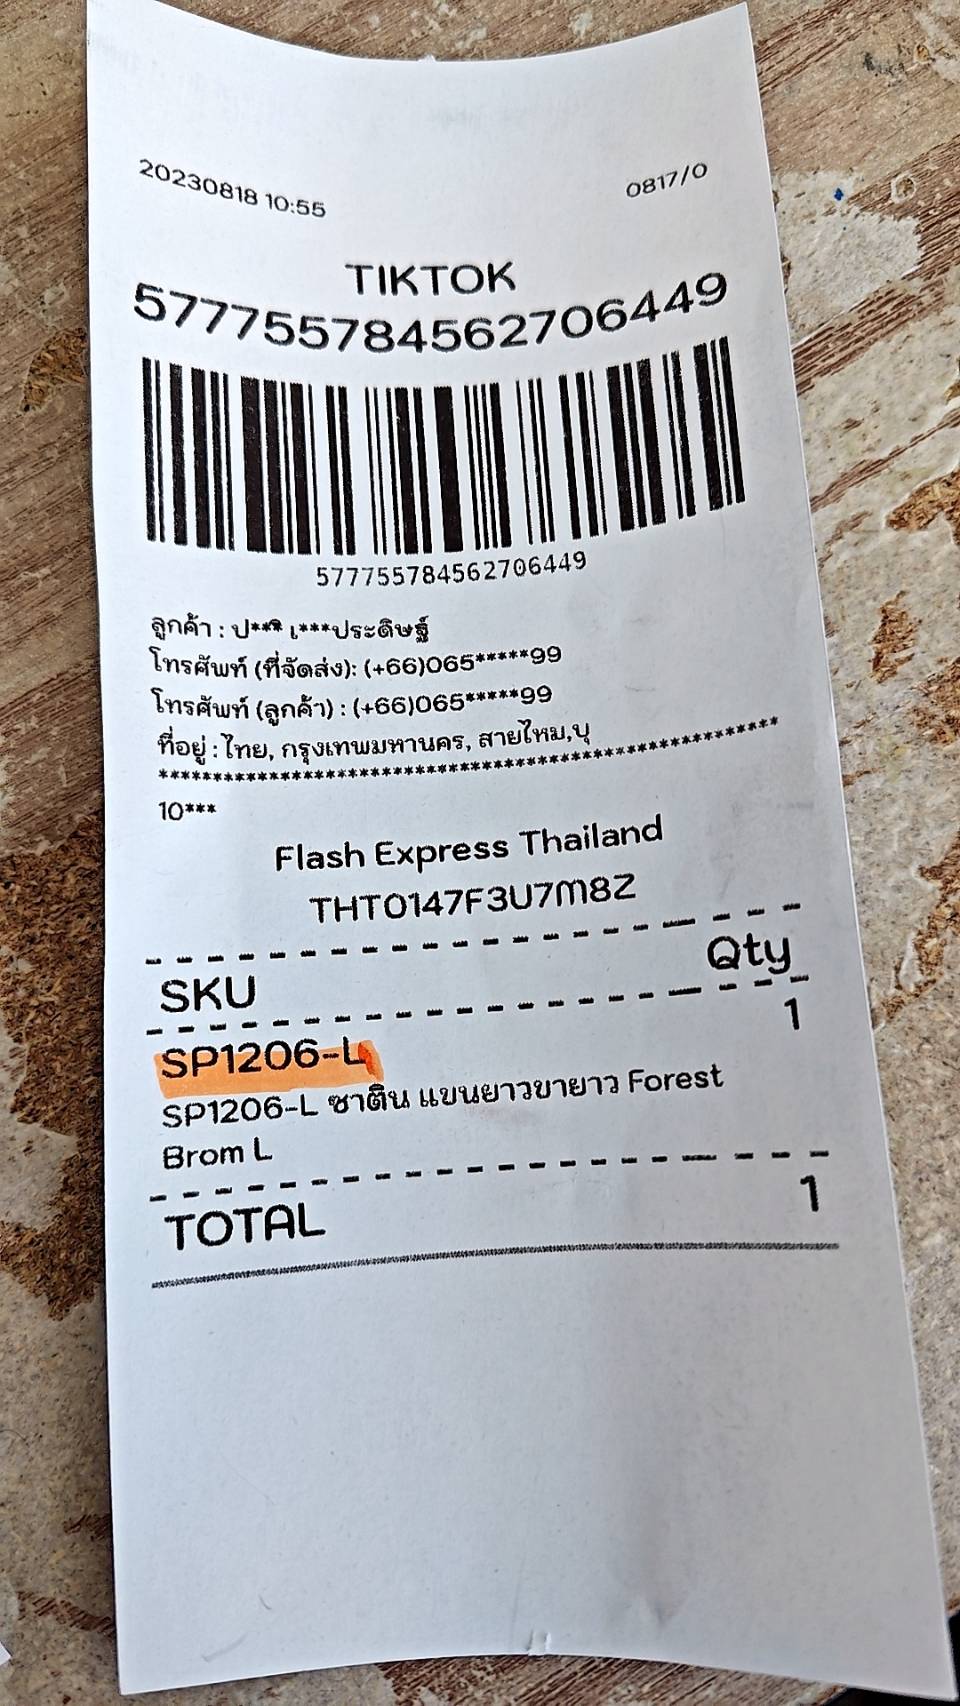 20230818 10:55
0817/0
TIKTOK
577755784562706449
577755784562706449
ลูกค้า : ป*** เ***ประดิษฐ์
โทรศัพท์ (ที่จัดส่ง): (+66)065*****99
โทรศัพท์ (ลูกค้า) : (+66)065*****99
ที่อยู่ : ไทย, กรุงเทพมหานคร, สายไหม,บุ
**************************************************
10***
Flash Express Thailand
THT0147F3U7M8Z
SKU Qty
SP1206-L 1
SP1206-L ซาติน แขนยาวขายาว Forest
Brom L
TOTAL 1